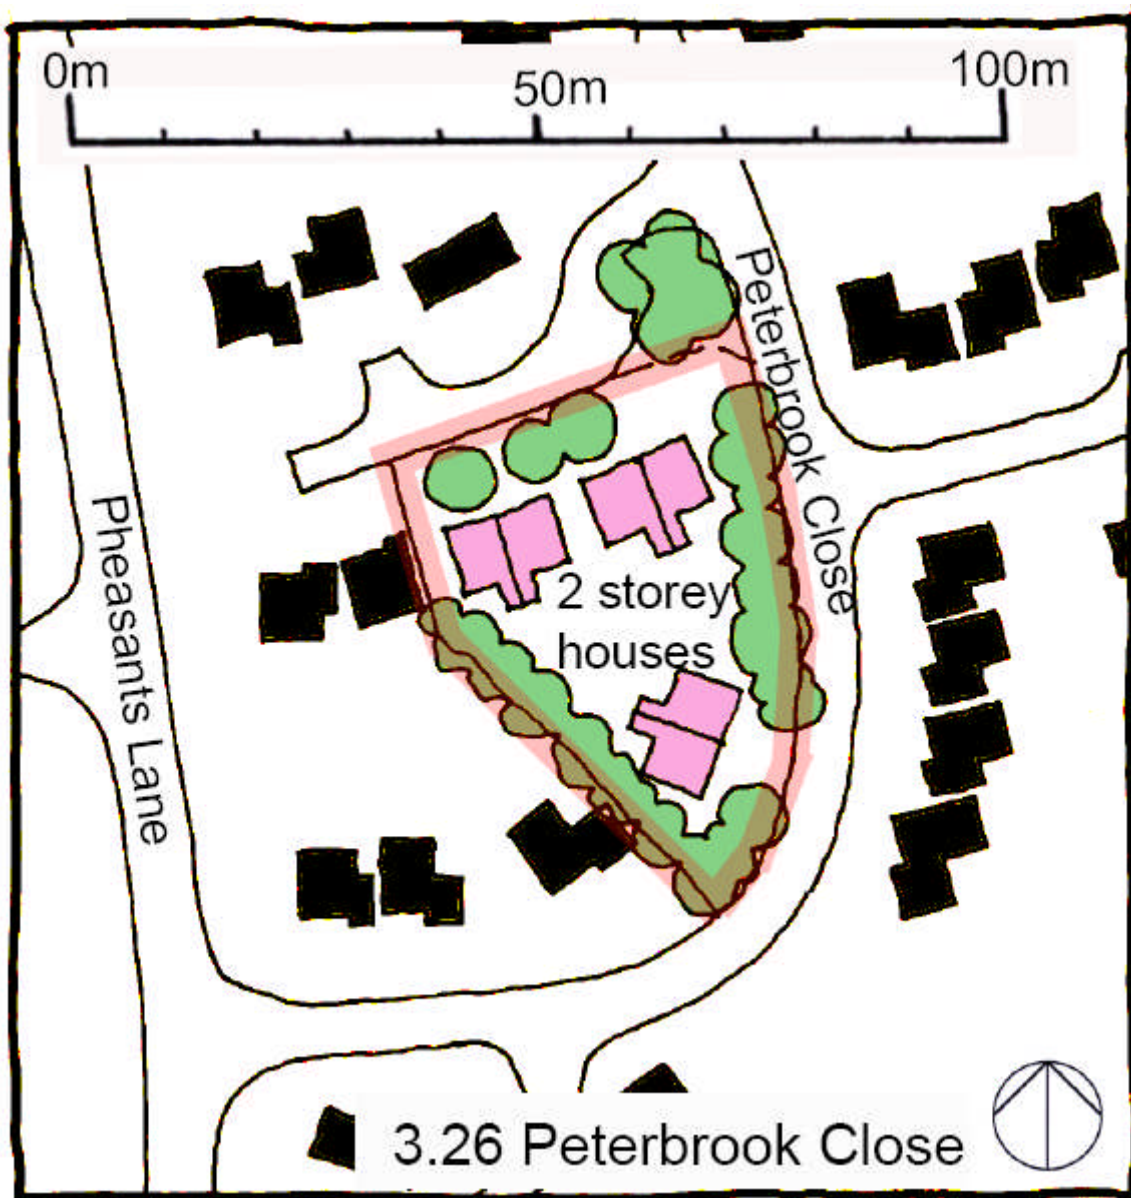 0m
50m
100m
Peterbrook Close
Pheasants Lane
2 storey
houses
3.26 Peterbrook Close